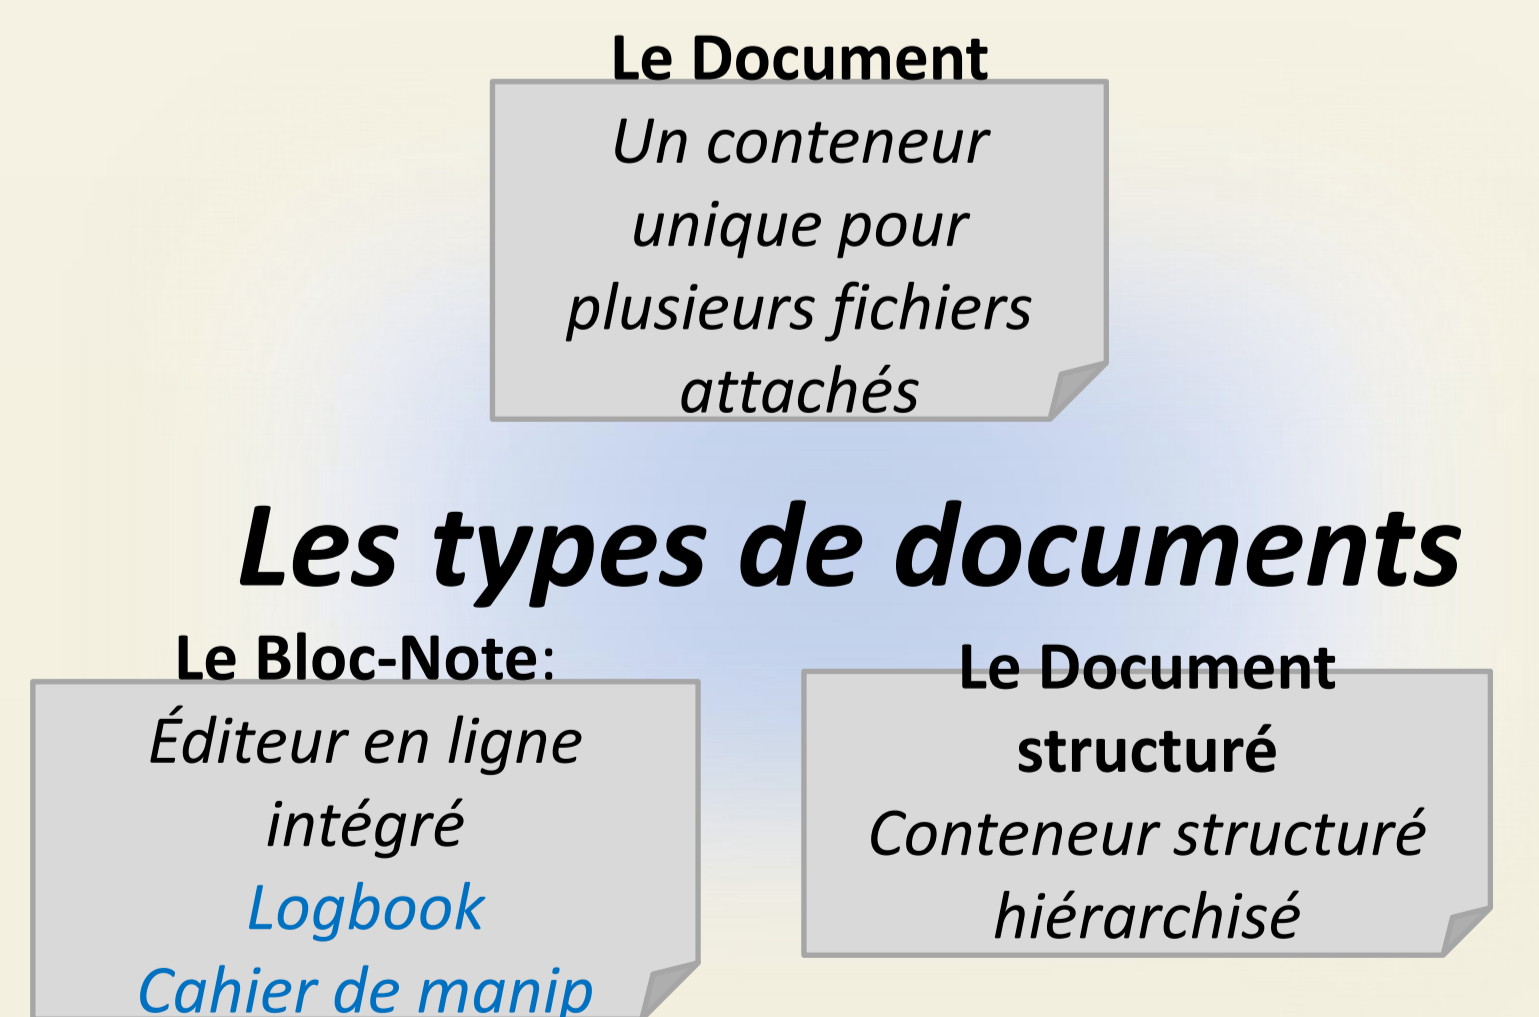 Le Document
Un conteneur
unique pour
plusieurs fichiers
attachés
Les types de documents
Le Bloc-Note:
Éditeur en ligne
intégré
Logbook
Cahier de manip
Le Document
structuré
Conteneur structuré
hiérarchisé